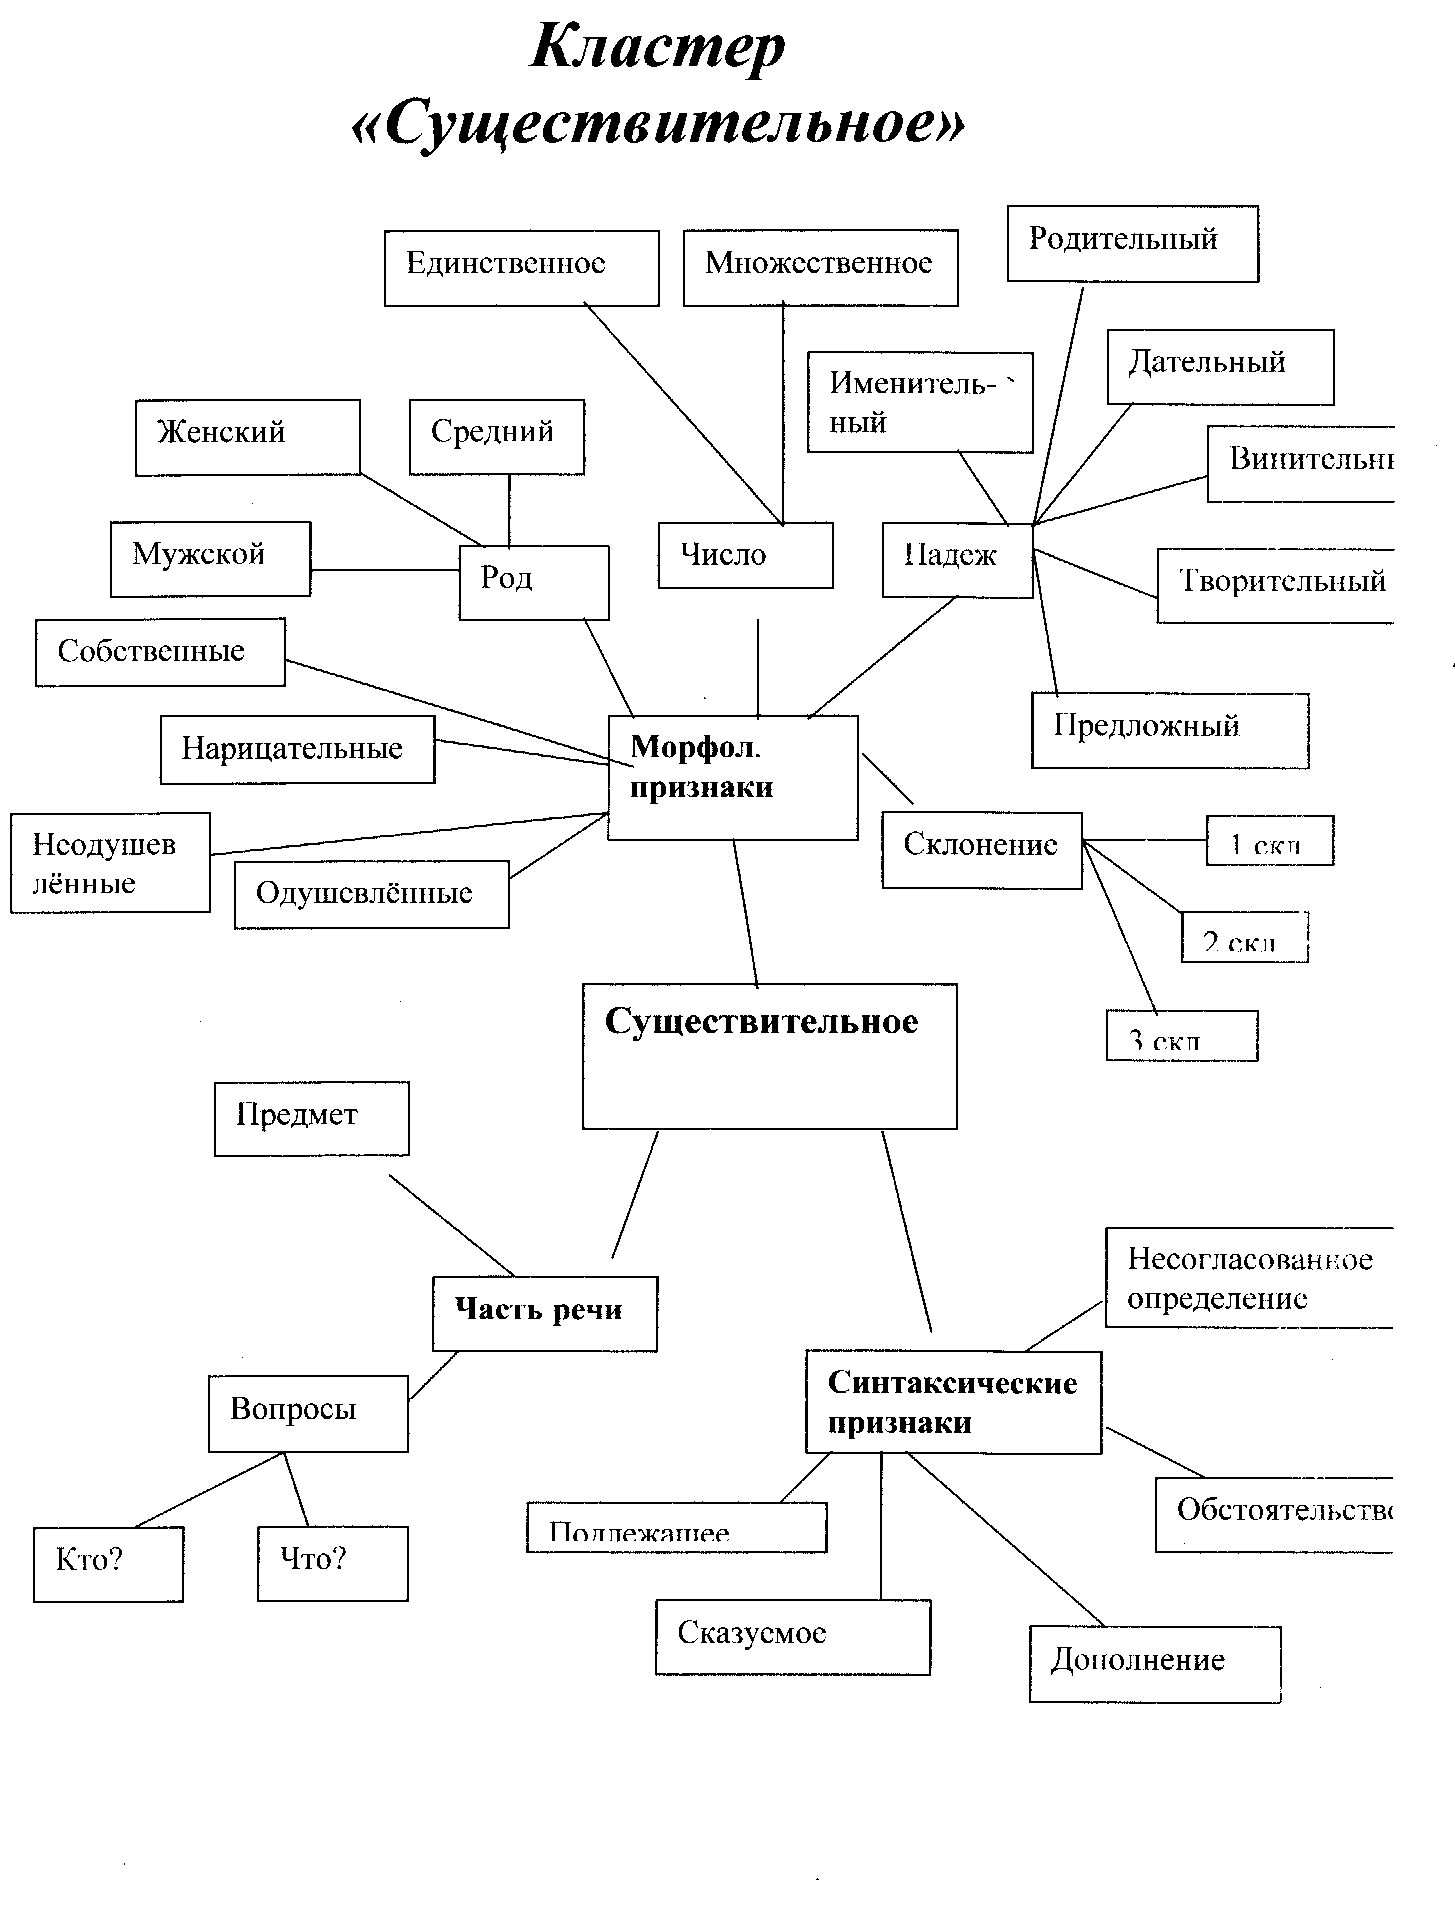 Кластер
«Существительное»
Родительный
Единственное
Множественное
Дательный
Именитель-
ный
Женский
Средний
Винительны
Мужской
Род
Число
Падеж
Творительный
Собственные
Нарицательные
Морфол.
признаки
Предложный
Неодушев
лённые
Одушевлённые
Склонение
1 скл
2 скл
3 скл
Существительное
Предмет
Часть речи
Несогласованное
определение
Вопросы
Синтаксические
признаки
Кто?
Что?
Подлежащее
Обстоятельство
Сказуемое
Дополнение